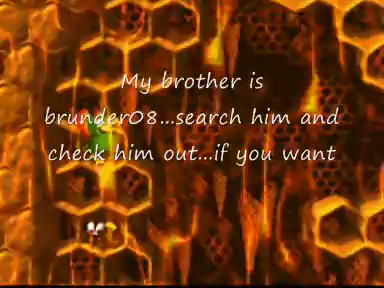 My brother is
brunder08...search him and
check him out...if you want